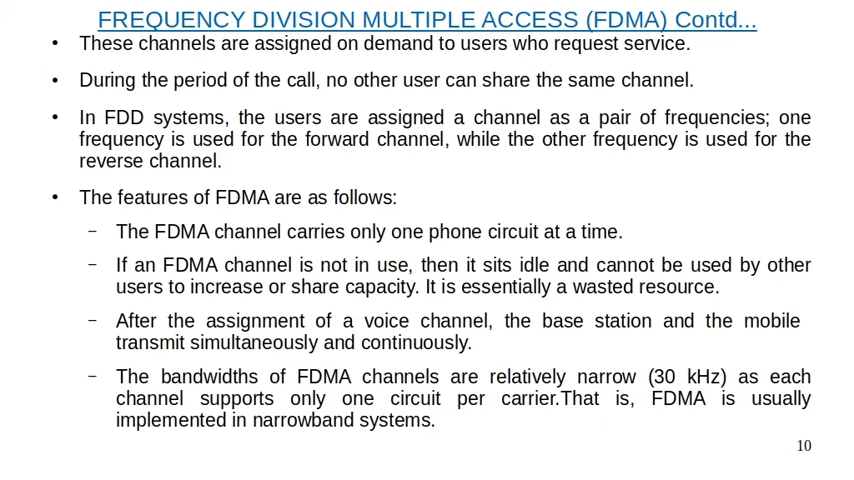 FREQUENCY DIVISION MULTIPLE ACCESS (FDMA) Contd...
• These channels are assigned on demand to users who request service.
• During the period of the call, no other user can share the same channel.
• In FDD systems, the users are assigned a channel as a pair of frequencies; one
frequency is used for the forward channel, while the other frequency is used for the
reverse channel.
• The features of FDMA are as follows:
– The FDMA channel carries only one phone circuit at a time.
– If an FDMA channel is not in use, then it sits idle and cannot be used by other
users to increase or share capacity. It is essentially a wasted resource.
– After the assignment of a voice channel, the base station and the mobile
transmit simultaneously and continuously.
– The bandwidths of FDMA channels are relatively narrow (30 kHz) as each
channel supports only one circuit per carrier.That is, FDMA is usually
implemented in narrowband systems.
10